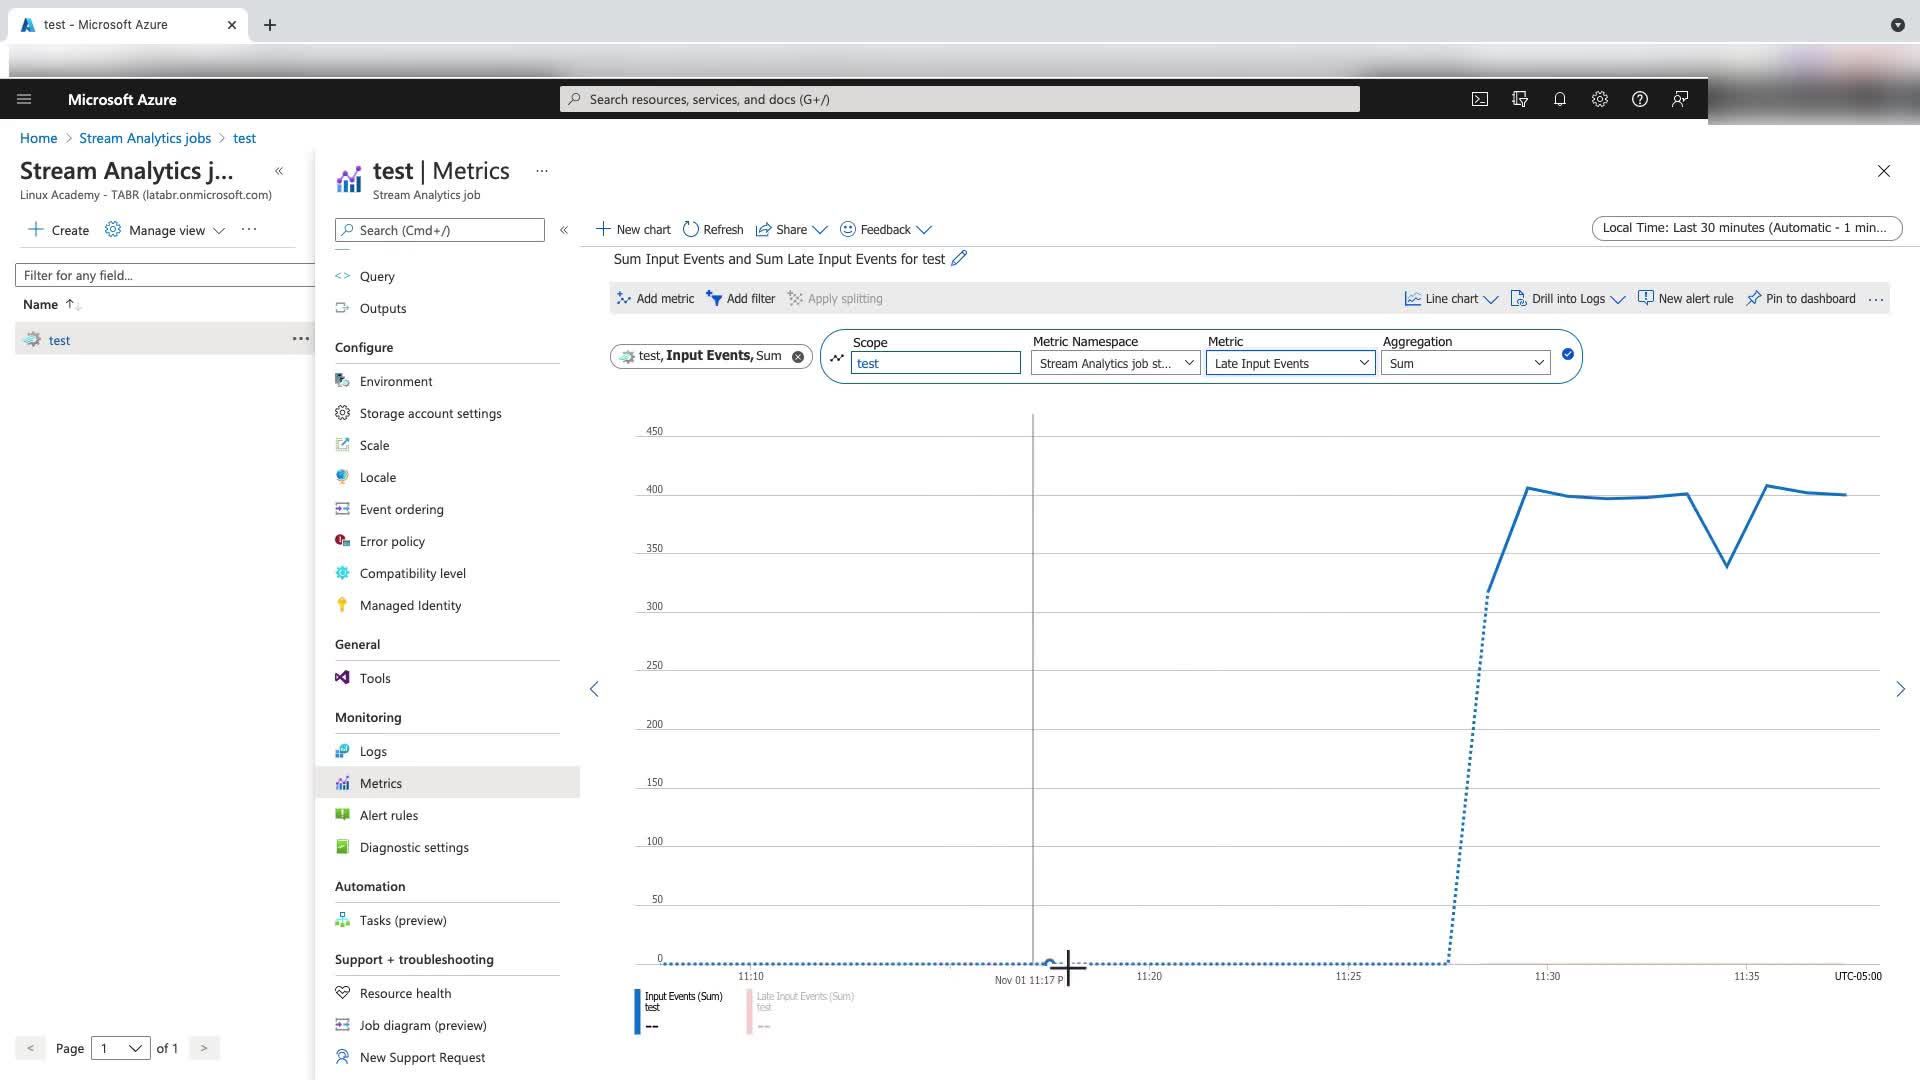 test - Microsoft Azure
Microsoft Azure
Search resources, services, and docs (G+/)
Home > Stream Analytics jobs > test
Stream Analytics j...
Linux Academy - TABR (latabr.onmicrosoft.com)
Create
Manage view
Filter for any field...
Name
test
Page 1 of 1
test | Metrics
Stream Analytics job
Search (Cmd+/)
Query
Outputs
Configure
Environment
Storage account settings
Scale
Locale
Event ordering
Error policy
Compatibility level
Managed Identity
General
Tools
Monitoring
Logs
Metrics
Alert rules
Diagnostic settings
Automation
Tasks (preview)
Support + troubleshooting
Resource health
Job diagram (preview)
New Support Request
New chart
Refresh
Share
Feedback
Local Time: Last 30 minutes (Automatic - 1 min...
Sum Input Events and Sum Late Input Events for test
Add metric
Add filter
Apply splitting
Line chart
Drill into Logs
New alert rule
Pin to dashboard
test, Input Events, Sum
Scope
test
Metric Namespace
Stream Analytics job st...
Metric
Late Input Events
Aggregation
Sum
450
400
350
300
250
200
150
100
50
0
11:10
Nov 01 11:17 P
11:20
11:25
11:30
11:35
UTC-05:00
Input Events (Sum)
test
--
Late Input Events (Sum)
test
--